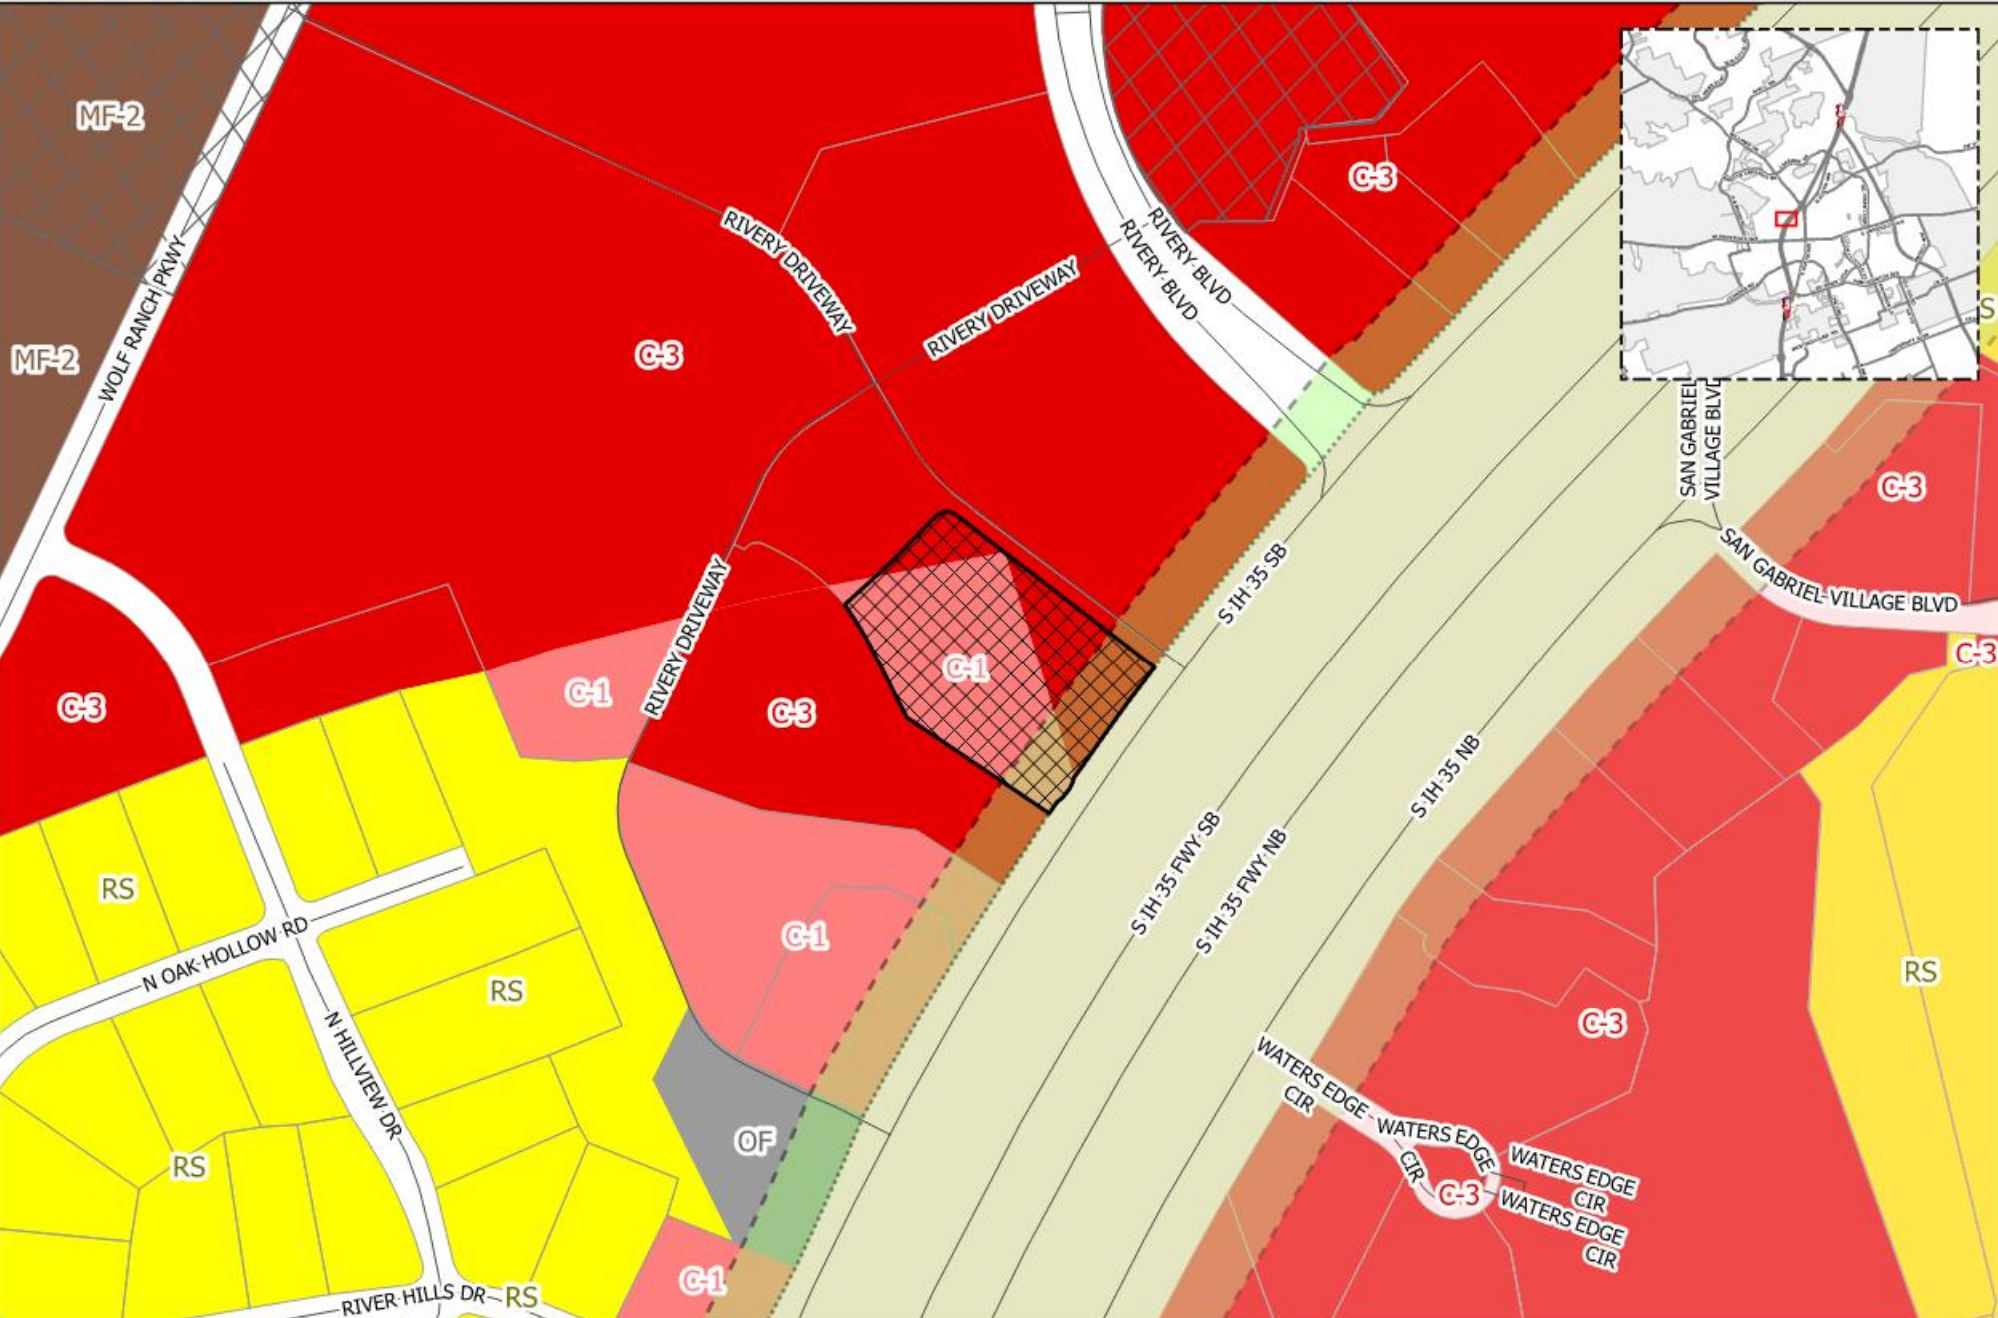 MF-2
C-3
RIVERY BLVD
RIVERY BLVD
RIVERY DRIVEWAY
RIVERY DRIVEWAY
WOLF RANCH PKWY
MF-2
C-3
S
SAN GABRIEL
VILLAGE BLVD
C-3
SAN GABRIEL VILLAGE BLVD
S IH 35 SB
RIVERY DRIVEWAY
C-3
C-1
C-1
C-3
C-3
S IH 35 NB
S IH 35 FWY SB
S IH 35 FWY NB
RS
N OAK HOLLOW RD
C-1
RS
RS
N HILLVIEW DR
C-3
WATERS EDGE
CIR
WATERS EDGE
CIR
WATERS EDGE
CIR
WATERS EDGE
CIR
C-3
OF
RS
C-1
RIVER HILLS DR
RS